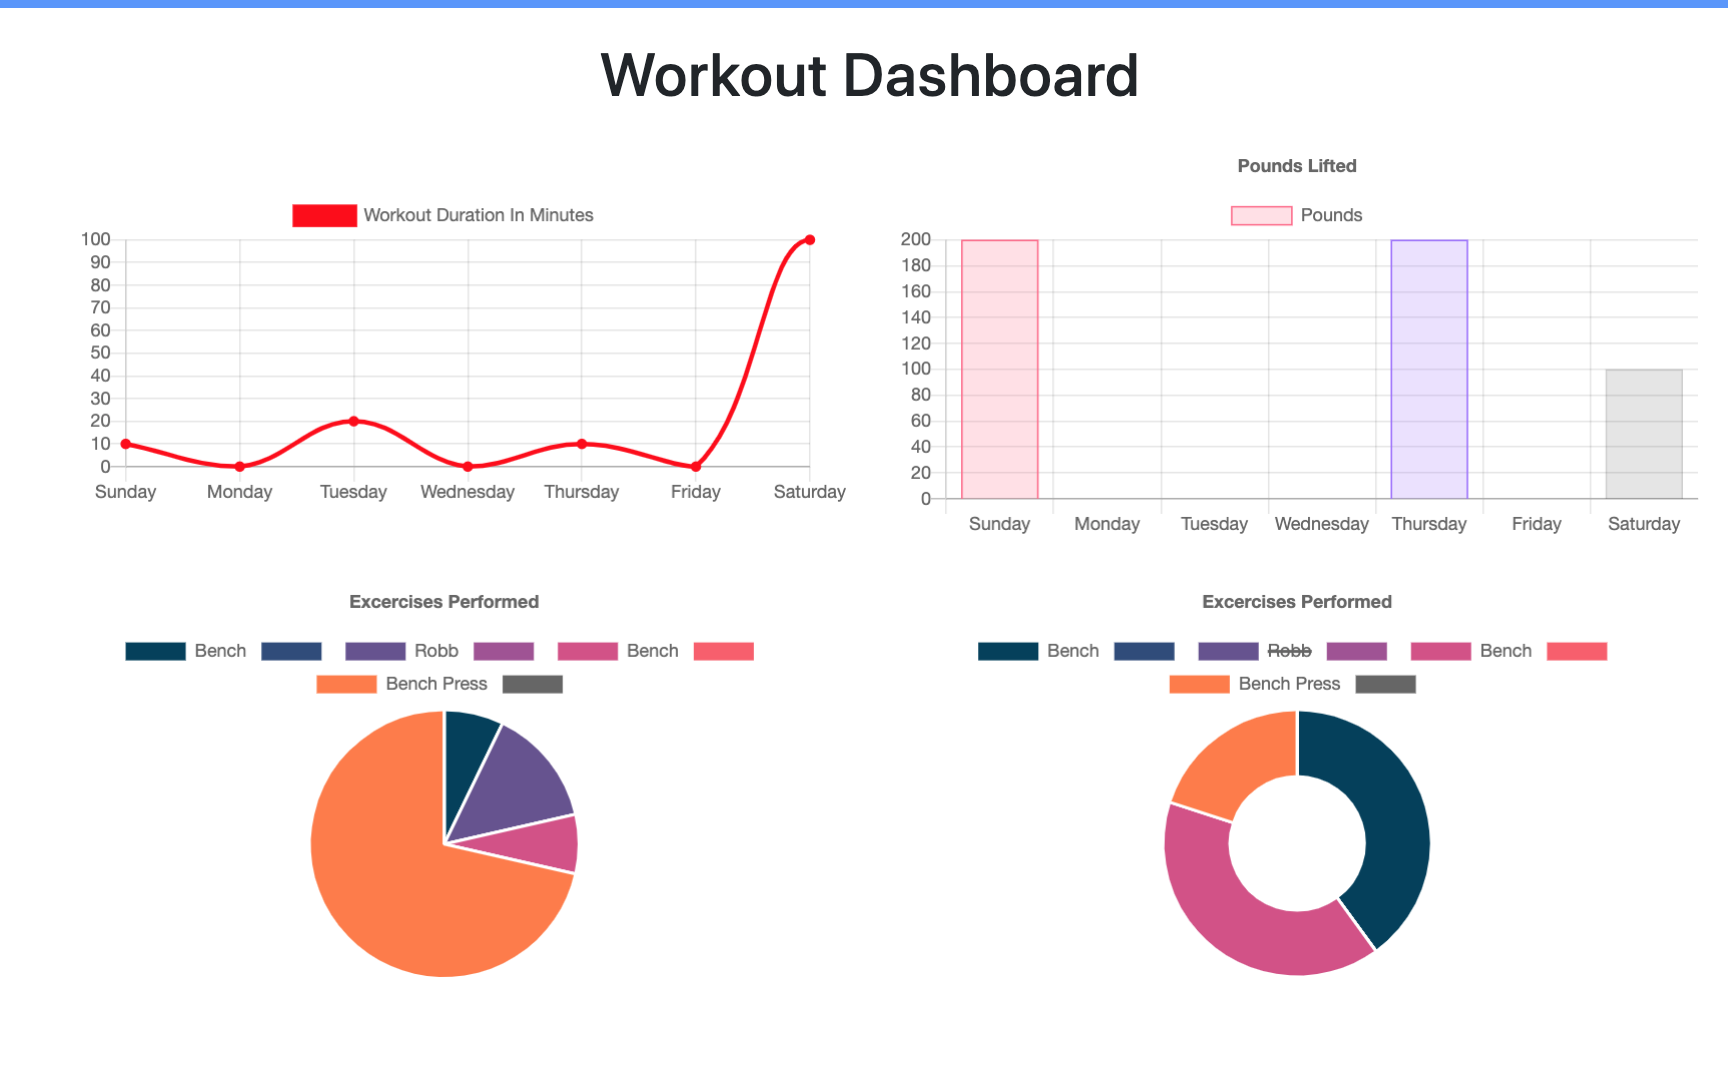 Workout Dashboard
Workout Duration In Minutes
100
90
80
70
60
50
40
30
20
10
0
Sunday Monday Tuesday Wednesday Thursday Friday Saturday
Pounds Lifted
Pounds
200
180
160
140
120
100
80
60
40
20
0
Sunday Monday Tuesday Wednesday Thursday Friday Saturday
Excercises Performed
Bench Robb Bench
Bench Press
Excercises Performed
Bench Robb Bench
Bench Press